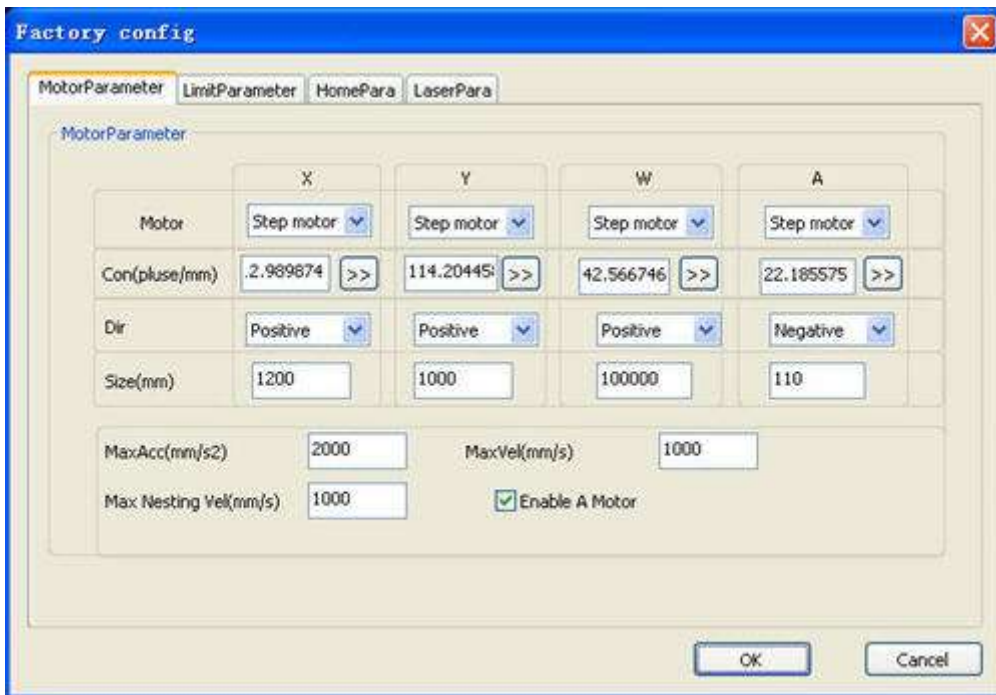 Factory config
MotorParameter LimitParameter HomePara LaserPara
MotorParameter
X Y W A
Motor Step motor Step motor Step motor Step motor
Con(pluse/mm) .2.989874 >> 114.20445 >> 42.566746 >> 22.185575 >>
Dir Positive Positive Positive Negative
Size(mm) 1200 1000 100000 110
MaxAcc(mm/s2) 2000 MaxVel(mm/s) 1000
Max Nesting Vel(mm/s) 1000 Enable A Motor
OK Cancel